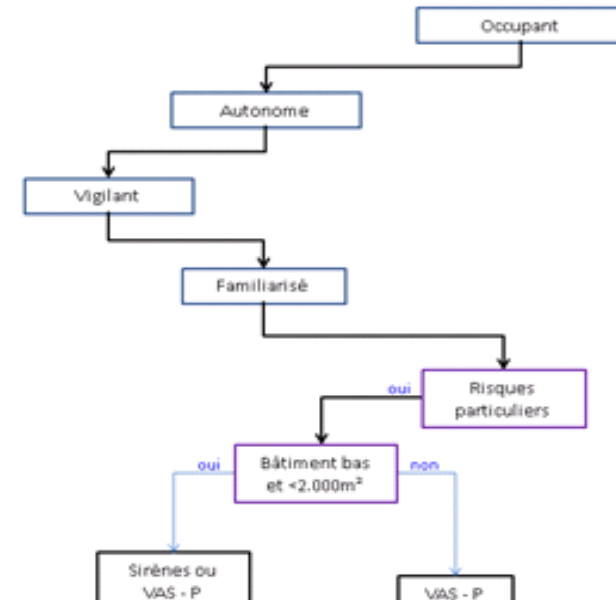 Occupant
Autonome
Vigilant
Familiarisé
Risques
particuliers
oui
Bâtiment bas
et <2.000m²
oui
non
Sirènes ou
VAS - P
VAS - P